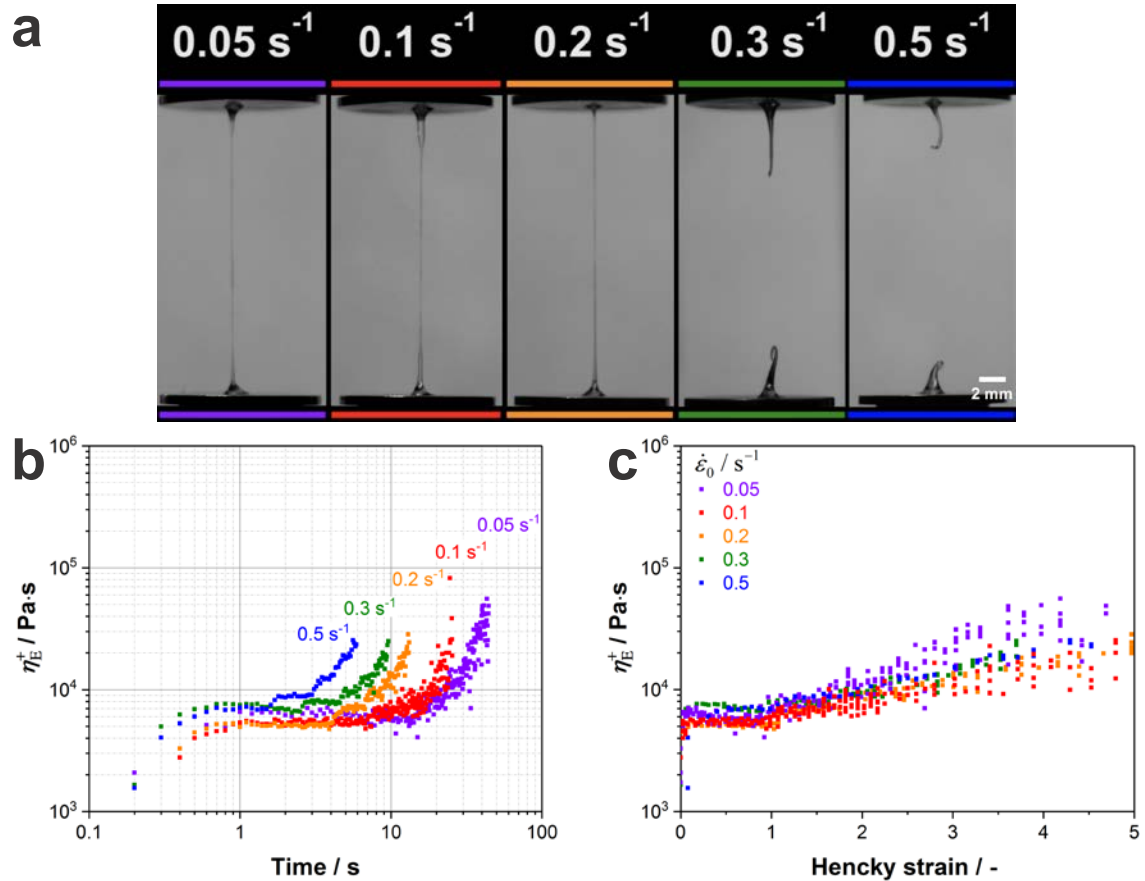 a
0.05 s⁻¹ 0.1 s⁻¹ 0.2 s⁻¹ 0.3 s⁻¹ 0.5 s⁻¹
2 mm
b
10⁶
10⁵
10⁴
10³
η_E⁺ / Pa·s
0.05 s⁻¹
0.1 s⁻¹
0.2 s⁻¹
0.3 s⁻¹
0.5 s⁻¹
0.1 1 10 100
Time / s
c
10⁶
10⁵
10⁴
10³
η_E⁺ / Pa·s
ε̇₀ / s⁻¹
0.05
0.1
0.2
0.3
0.5
0 1 2 3 4 5
Hencky strain / -